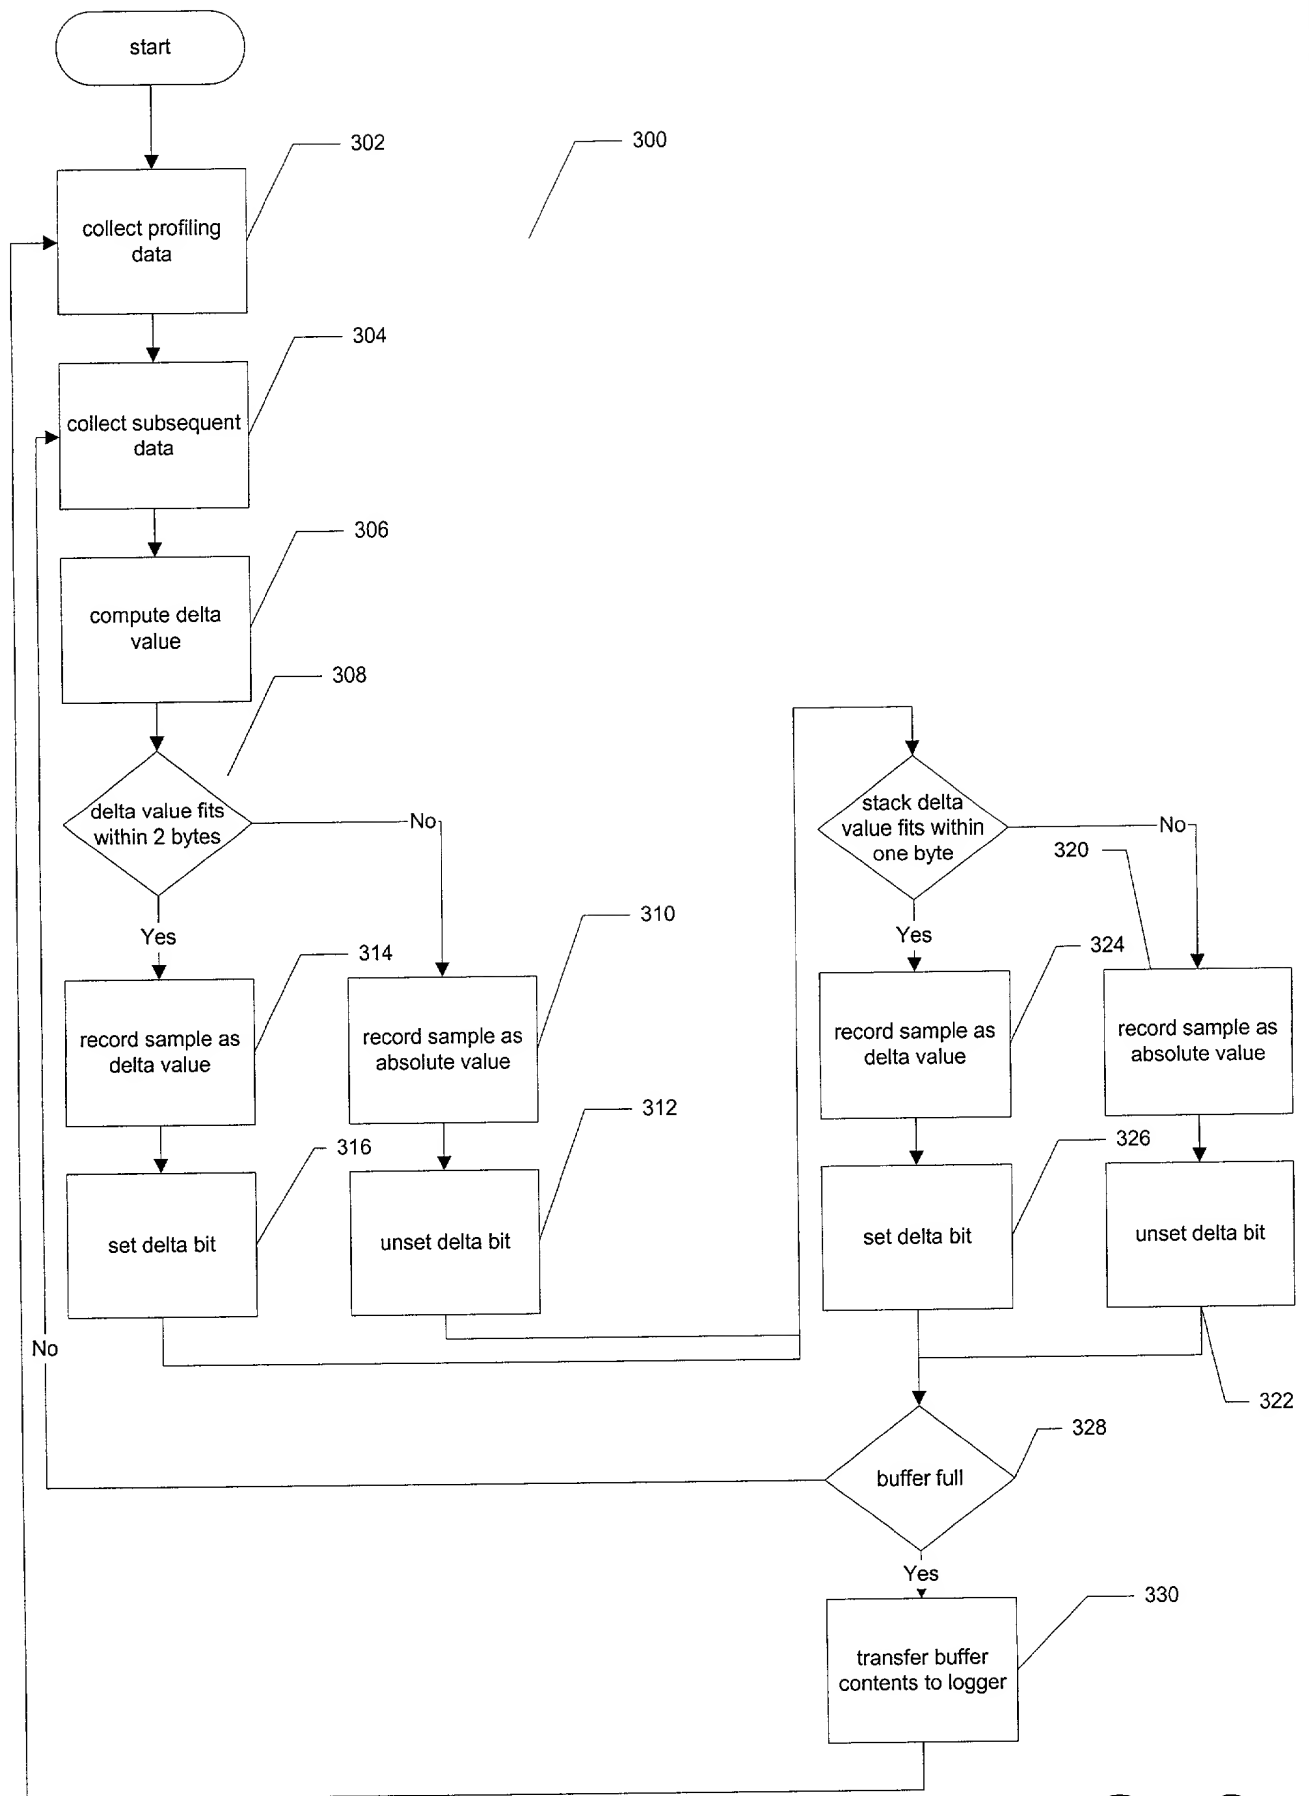 start
302
300
collect profiling
data
304
collect subsequent
data
306
compute delta
value
308
delta value fits
within 2 bytes
No
Yes
314
310
record sample as
delta value
record sample as
absolute value
316
312
set delta bit
unset delta bit
stack delta
value fits within
one byte
No
320
Yes
324
record sample as
delta value
record sample as
absolute value
326
set delta bit
unset delta bit
322
No
328
buffer full
Yes
330
transfer buffer
contents to logger